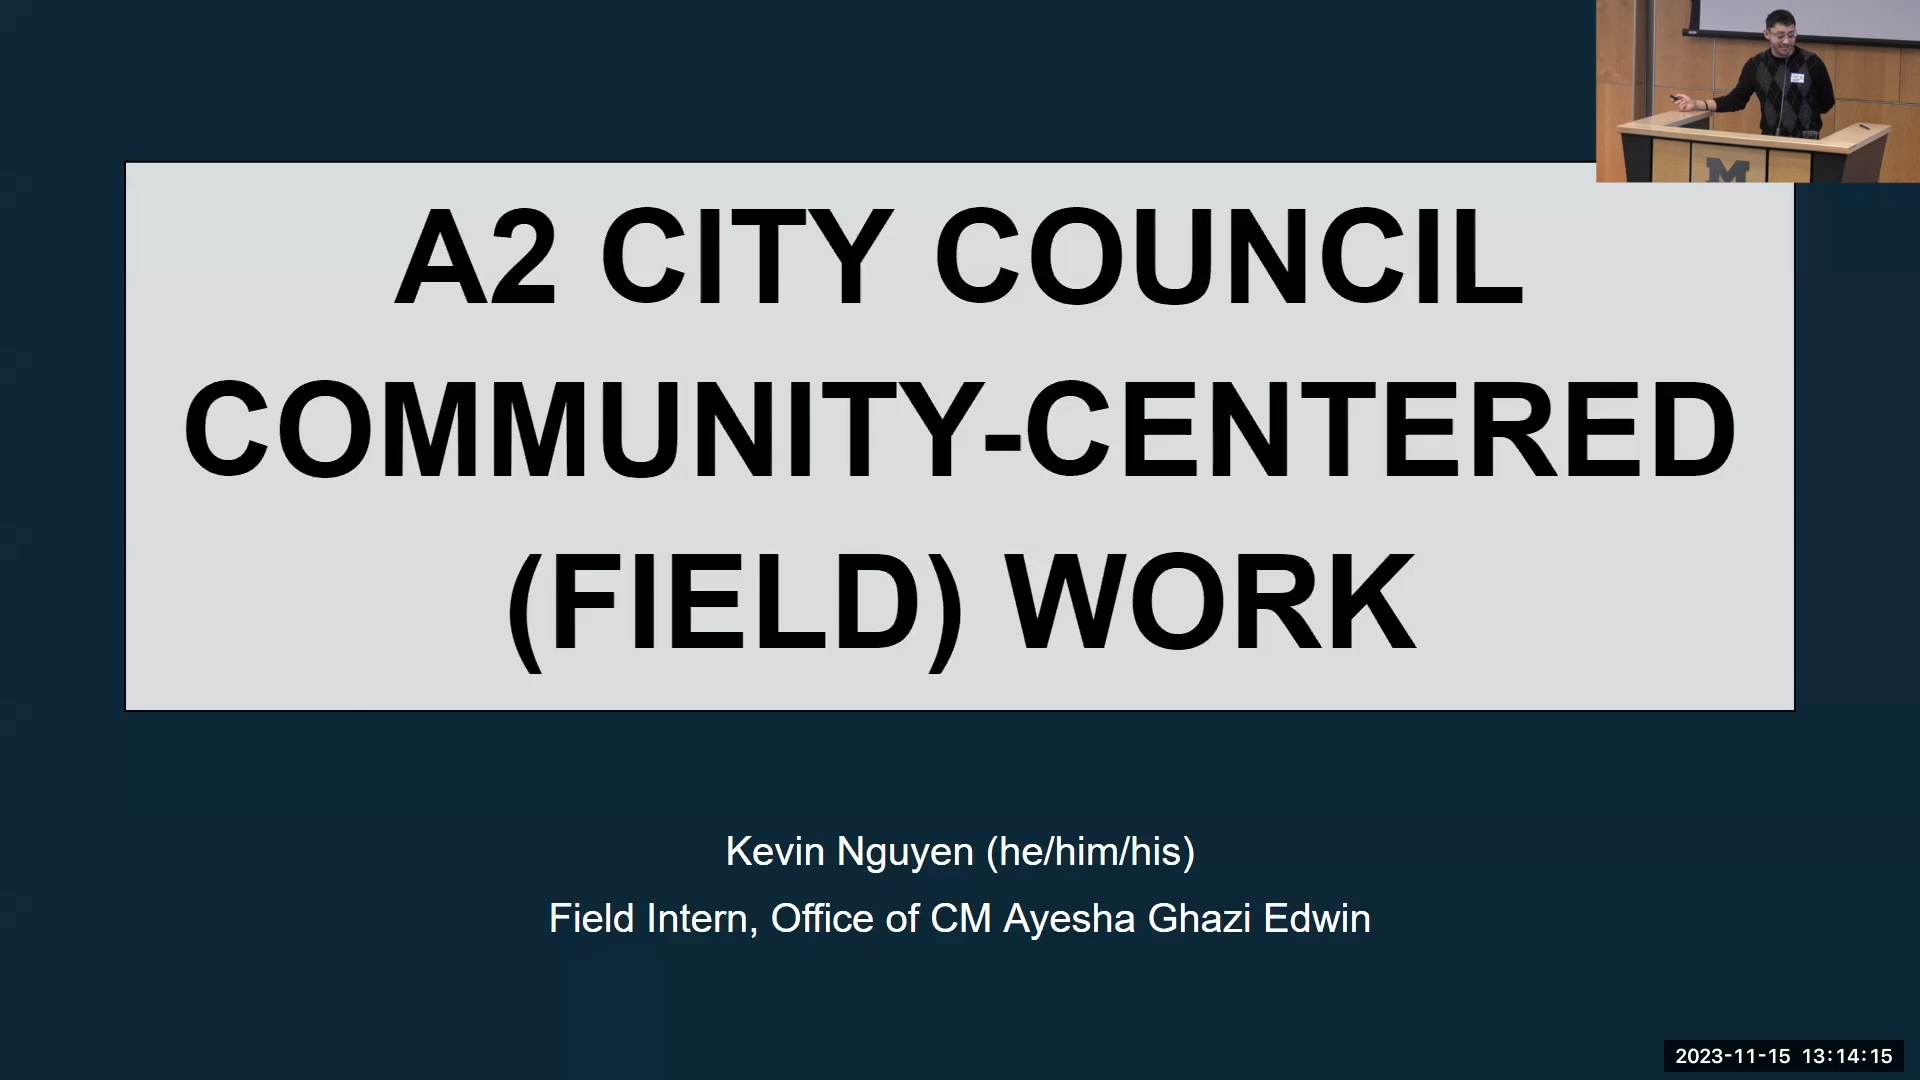 A2 CITY COUNCIL
COMMUNITY-CENTERED
(FIELD) WORK
Kevin Nguyen (he/him/his)
Field Intern, Office of CM Ayesha Ghazi Edwin
M
2023-11-15 13:14:15